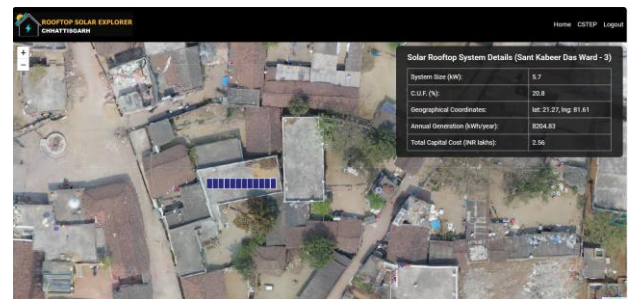 ROOFTOP SOLAR EXPLORER
CHHATTISGARH
Home CSTEP Logout
+
−
Solar Rooftop System Details (Sant Kabeer Das Ward - 3)
System Size (kW): 5.7
C.U.F. (%): 20.8
Geographical Coordinates: lat: 21.27, lng: 81.61
Annual Generation (kWh/year): 8204.83
Total Capital Cost (INR lakhs): 2.56